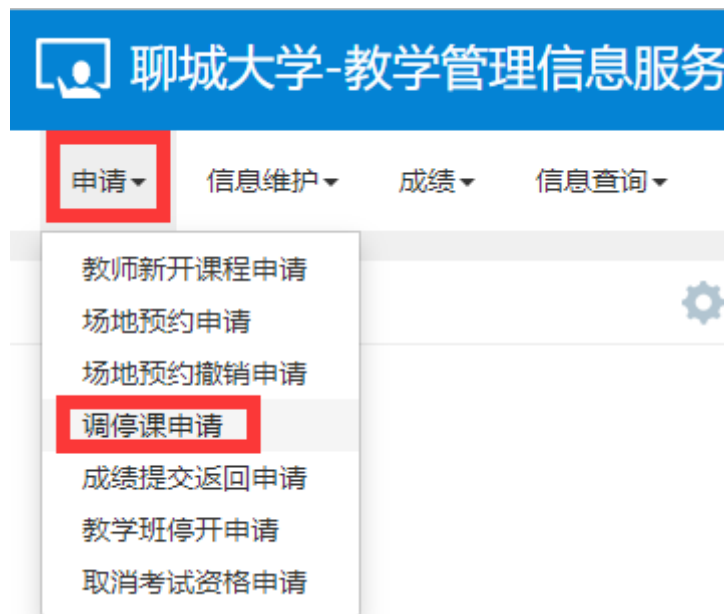 聊城大学-教学管理信息服务
申请 信息维护 成绩 信息查询
教师新开课程申请
场地预约申请
场地预约撤销申请
调停课申请
成绩提交返回申请
教学班停开申请
取消考试资格申请